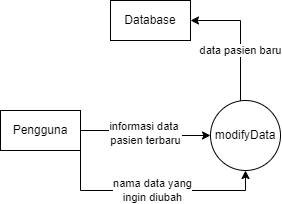 Database
data pasien baru
Pengguna
informasi data
pasien terbaru
modifyData
nama data yang
ingin diubah